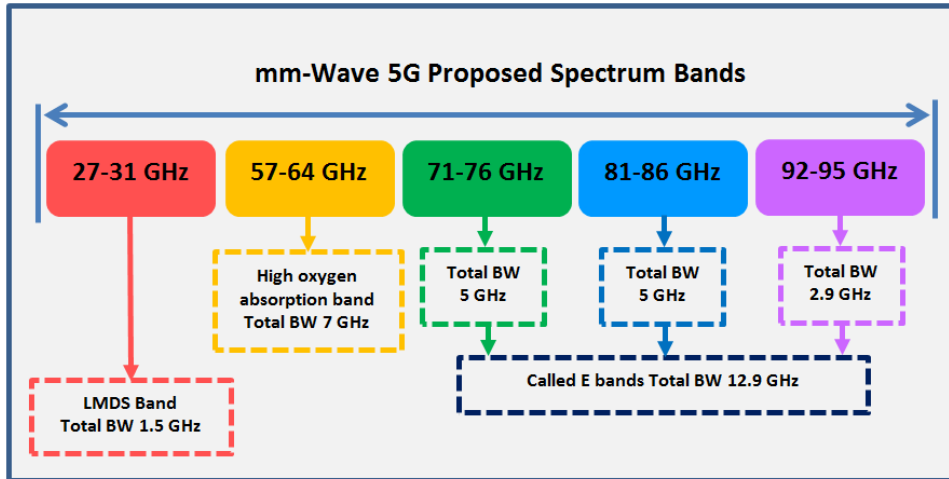 mm-Wave 5G Proposed Spectrum Bands
27-31 GHz
57-64 GHz
71-76 GHz
81-86 GHz
92-95 GHz
High oxygen
absorption band
Total BW 7 GHz
Total BW
5 GHz
Total BW
5 GHz
Total BW
2.9 GHz
LMDS Band
Total BW 1.5 GHz
Called E bands Total BW 12.9 GHz